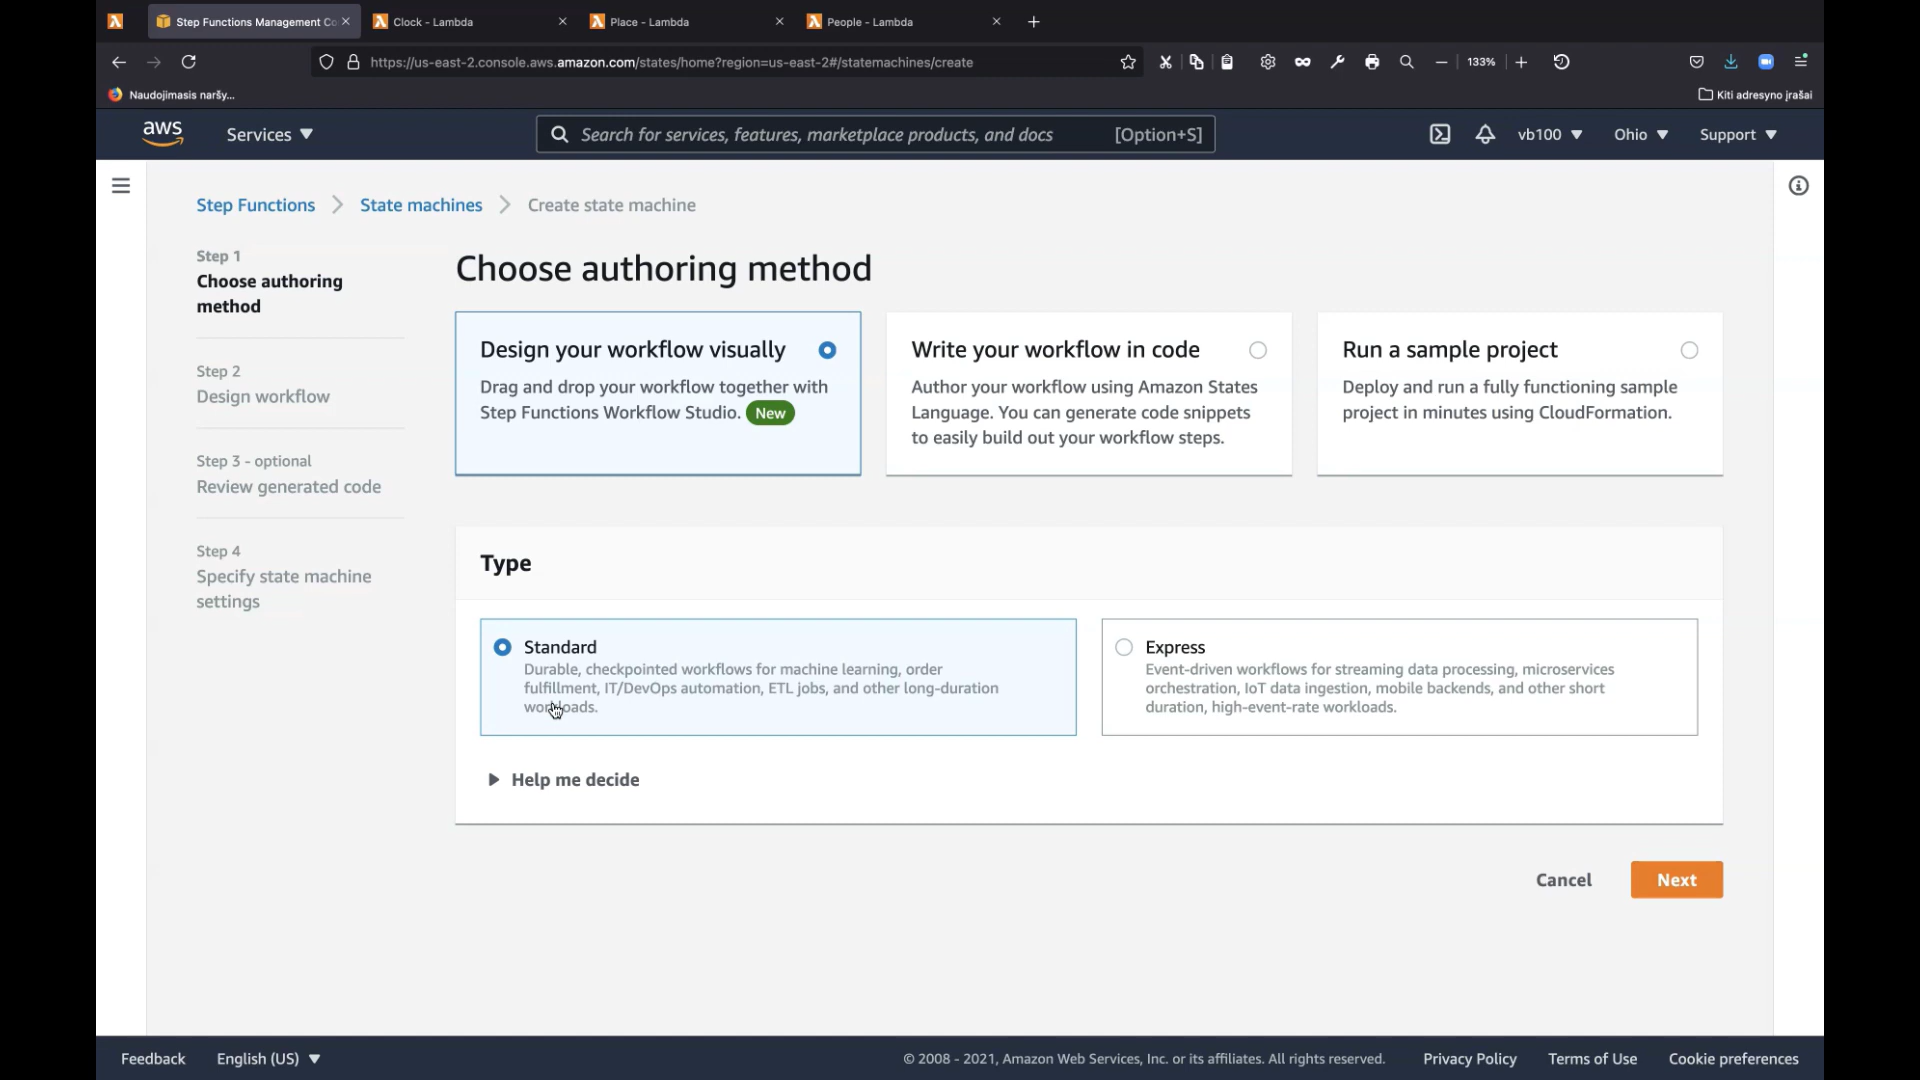 Step Functions Management Co
Clock - Lambda
Place - Lambda
People - Lambda
https://us-east-2.console.aws.amazon.com/states/home?region=us-east-2#/statemachines/create
133%
Naudojimasis naršy...
Kiti adresyno įrašai
aws
Services
Search for services, features, marketplace products, and docs
[Option+S]
vb100
Ohio
Support
Step Functions
State machines
Create state machine
Step 1
Choose authoring
method
Step 2
Design workflow
Step 3 - optional
Review generated code
Step 4
Specify state machine
settings
Choose authoring method
Design your workflow visually
Drag and drop your workflow together with
Step Functions Workflow Studio. New
Write your workflow in code
Author your workflow using Amazon States
Language. You can generate code snippets
to easily build out your workflow steps.
Run a sample project
Deploy and run a fully functioning sample
project in minutes using CloudFormation.
Type
Standard
Durable, checkpointed workflows for machine learning, order
fulfillment, IT/DevOps automation, ETL jobs, and other long-duration
workloads.
Express
Event-driven workflows for streaming data processing, microservices
orchestration, IoT data ingestion, mobile backends, and other short
duration, high-event-rate workloads.
Help me decide
Cancel
Next
Feedback
English (US)
© 2008 - 2021, Amazon Web Services, Inc. or its affiliates. All rights reserved.
Privacy Policy
Terms of Use
Cookie preferences